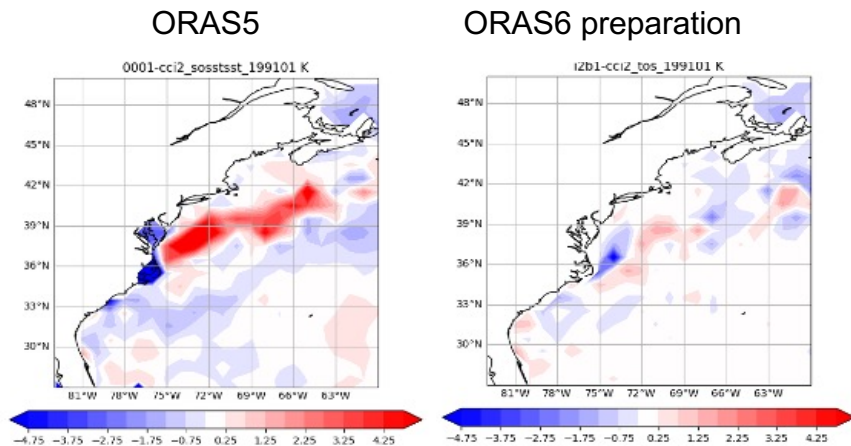 ORAS5
ORAS6 preparation
0001-cci2_sosstsst_199101 K
i2b1-cci2_tos_199101 K
48°N
45°N
42°N
39°N
36°N
33°N
30°N
81°W 78°W 75°W 72°W 69°W 66°W 63°W
48°N
45°N
42°N
39°N
36°N
33°N
30°N
81°W 78°W 75°W 72°W 69°W 66°W 63°W
−4.75 −3.75 −2.75 −1.75 −0.75 0.25 1.25 2.25 3.25 4.25
−4.75 −3.75 −2.75 −1.75 −0.75 0.25 1.25 2.25 3.25 4.25